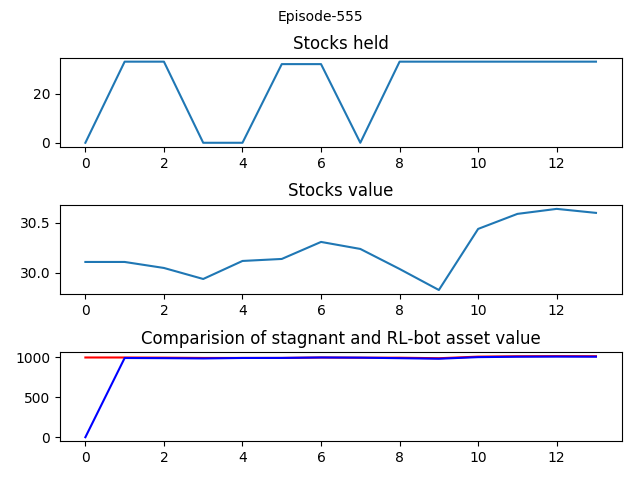 Episode-555
Stocks held
20
0
0 2 4 6 8 10 12
Stocks value
30.5
30.0
0 2 4 6 8 10 12
Comparision of stagnant and RL-bot asset value
1000
500
0
0 2 4 6 8 10 12